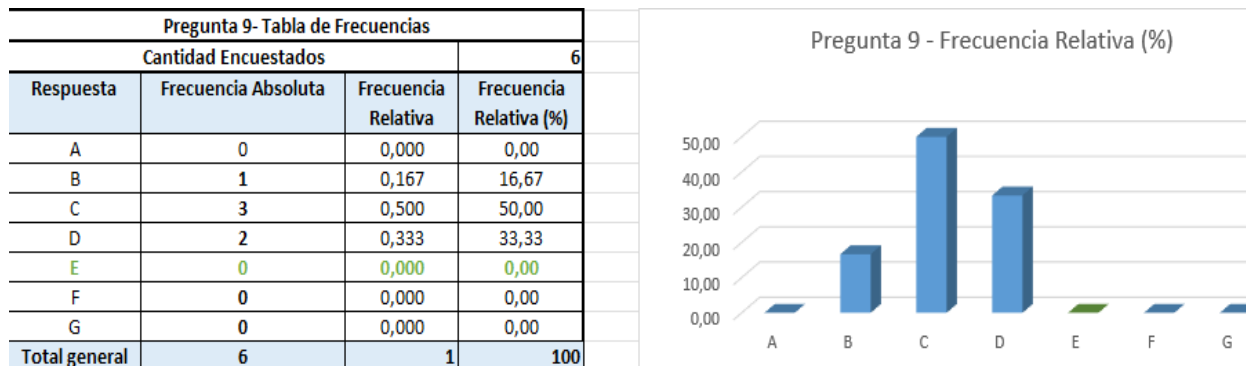 Pregunta 9- Tabla de Frecuencias
Cantidad Encuestados 6
Respuesta Frecuencia Absoluta Frecuencia Relativa Frecuencia Relativa (%)
A 0 0,000 0,00
B 1 0,167 16,67
C 3 0,500 50,00
D 2 0,333 33,33
E 0 0,000 0,00
F 0 0,000 0,00
G 0 0,000 0,00
Total general 6 1 100
Pregunta 9 - Frecuencia Relativa (%)
50,00
40,00
30,00
20,00
10,00
0,00
A B C D E F G